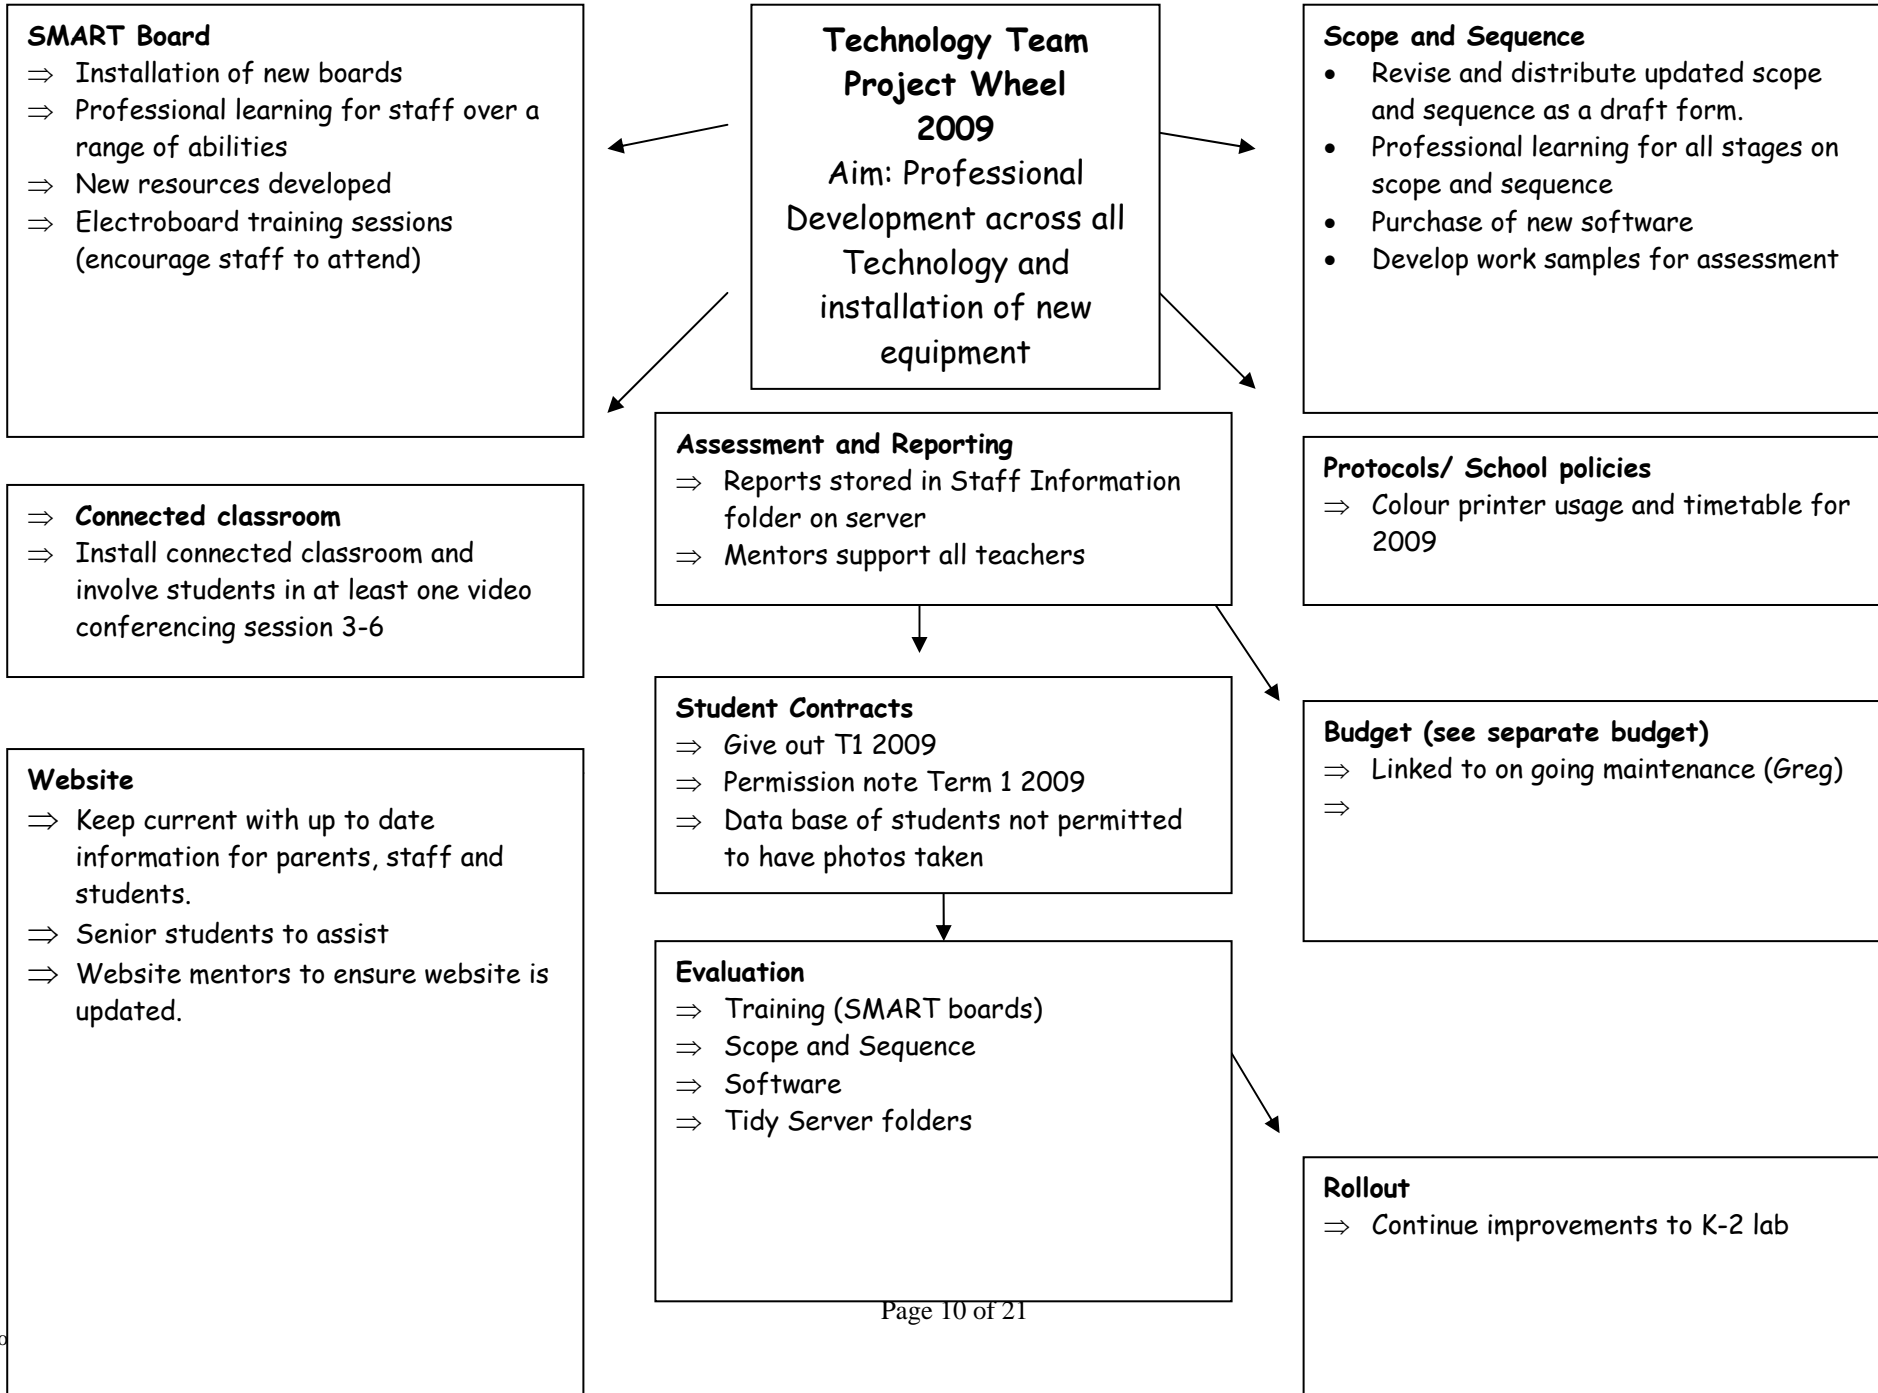 SMART Board
⇒ Installation of new boards
⇒ Professional learning for staff over a
range of abilities
⇒ New resources developed
⇒ Electroboard training sessions
(encourage staff to attend)
Technology Team
Project Wheel
2009
Aim: Professional
Development across all
Technology and
installation of new
equipment
Scope and Sequence
• Revise and distribute updated scope
and sequence as a draft form.
• Professional learning for all stages on
scope and sequence
• Purchase of new software
• Develop work samples for assessment
Assessment and Reporting
⇒ Reports stored in Staff Information
folder on server
⇒ Mentors support all teachers
Protocols/ School policies
⇒ Colour printer usage and timetable for
2009
⇒ Connected classroom
⇒ Install connected classroom and
involve students in at least one video
conferencing session 3-6
Student Contracts
⇒ Give out T1 2009
⇒ Permission note Term 1 2009
⇒ Data base of students not permitted
to have photos taken
Budget (see separate budget)
⇒ Linked to on going maintenance (Greg)
⇒
Website
⇒ Keep current with up to date
information for parents, staff and
students.
⇒ Senior students to assist
⇒ Website mentors to ensure website is
updated.
Evaluation
⇒ Training (SMART boards)
⇒ Scope and Sequence
⇒ Software
⇒ Tidy Server folders
Rollout
⇒ Continue improvements to K-2 lab
Page 10 of 21